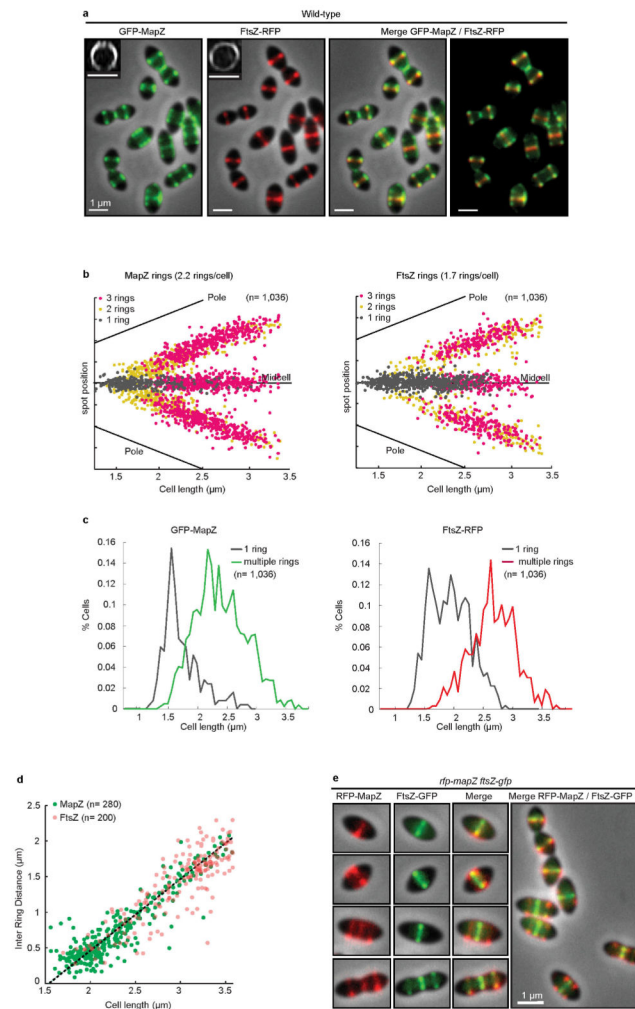 Wild-type
a
GFP-MapZ FtsZ-RFP Merge GFP-MapZ / FtsZ-RFP
1 µm
b
MapZ rings (2.2 rings/cell) FtsZ rings (1.7 rings/cell)
3 rings
2 rings
1 ring
Pole
(n= 1,036)
Midcell
Pole
spot position
1.5 2 2.5 3 3.5
Cell length (µm)
3 rings
2 rings
1 ring
Pole
(n= 1,036)
Midcell
Pole
spot position
1.5 2 2.5 3 3.5
Cell length (µm)
c
GFP-MapZ
0.16
0.14
0.12
0.1
0.08
0.06
0.04
0.02
0
% Cells
1 ring
multiple rings
(n= 1,036)
1 1.5 2 2.5 3 3.5
Cell length (µm)
FtsZ-RFP
0.16
0.14
0.12
0.1
0.08
0.06
0.04
0.02
0
% Cells
1 ring
multiple rings
(n= 1,036)
1 1.5 2 2.5 3 3.5
Cell length (µm)
d
2.5
2
1.5
1
0.5
0
Inter Ring Distance (µm)
MapZ (n= 280)
FtsZ (n= 200)
1.5 2.0 2.5 3.0 3.5
Cell length (µm)
e
rfp-mapZ ftsZ-gfp
RFP-MapZ FtsZ-GFP Merge Merge RFP-MapZ / FtsZ-GFP
1 µm